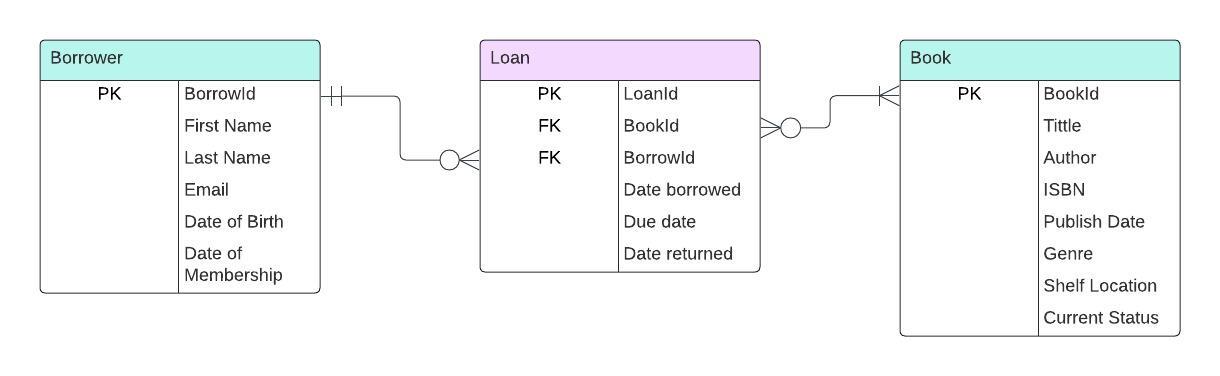 Borrower
PK BorrowId
First Name
Last Name
Email
Date of Birth
Date of
Membership
Loan
PK LoanId
FK BookId
FK BorrowId
Date borrowed
Due date
Date returned
Book
PK BookId
Tittle
Author
ISBN
Publish Date
Genre
Shelf Location
Current Status